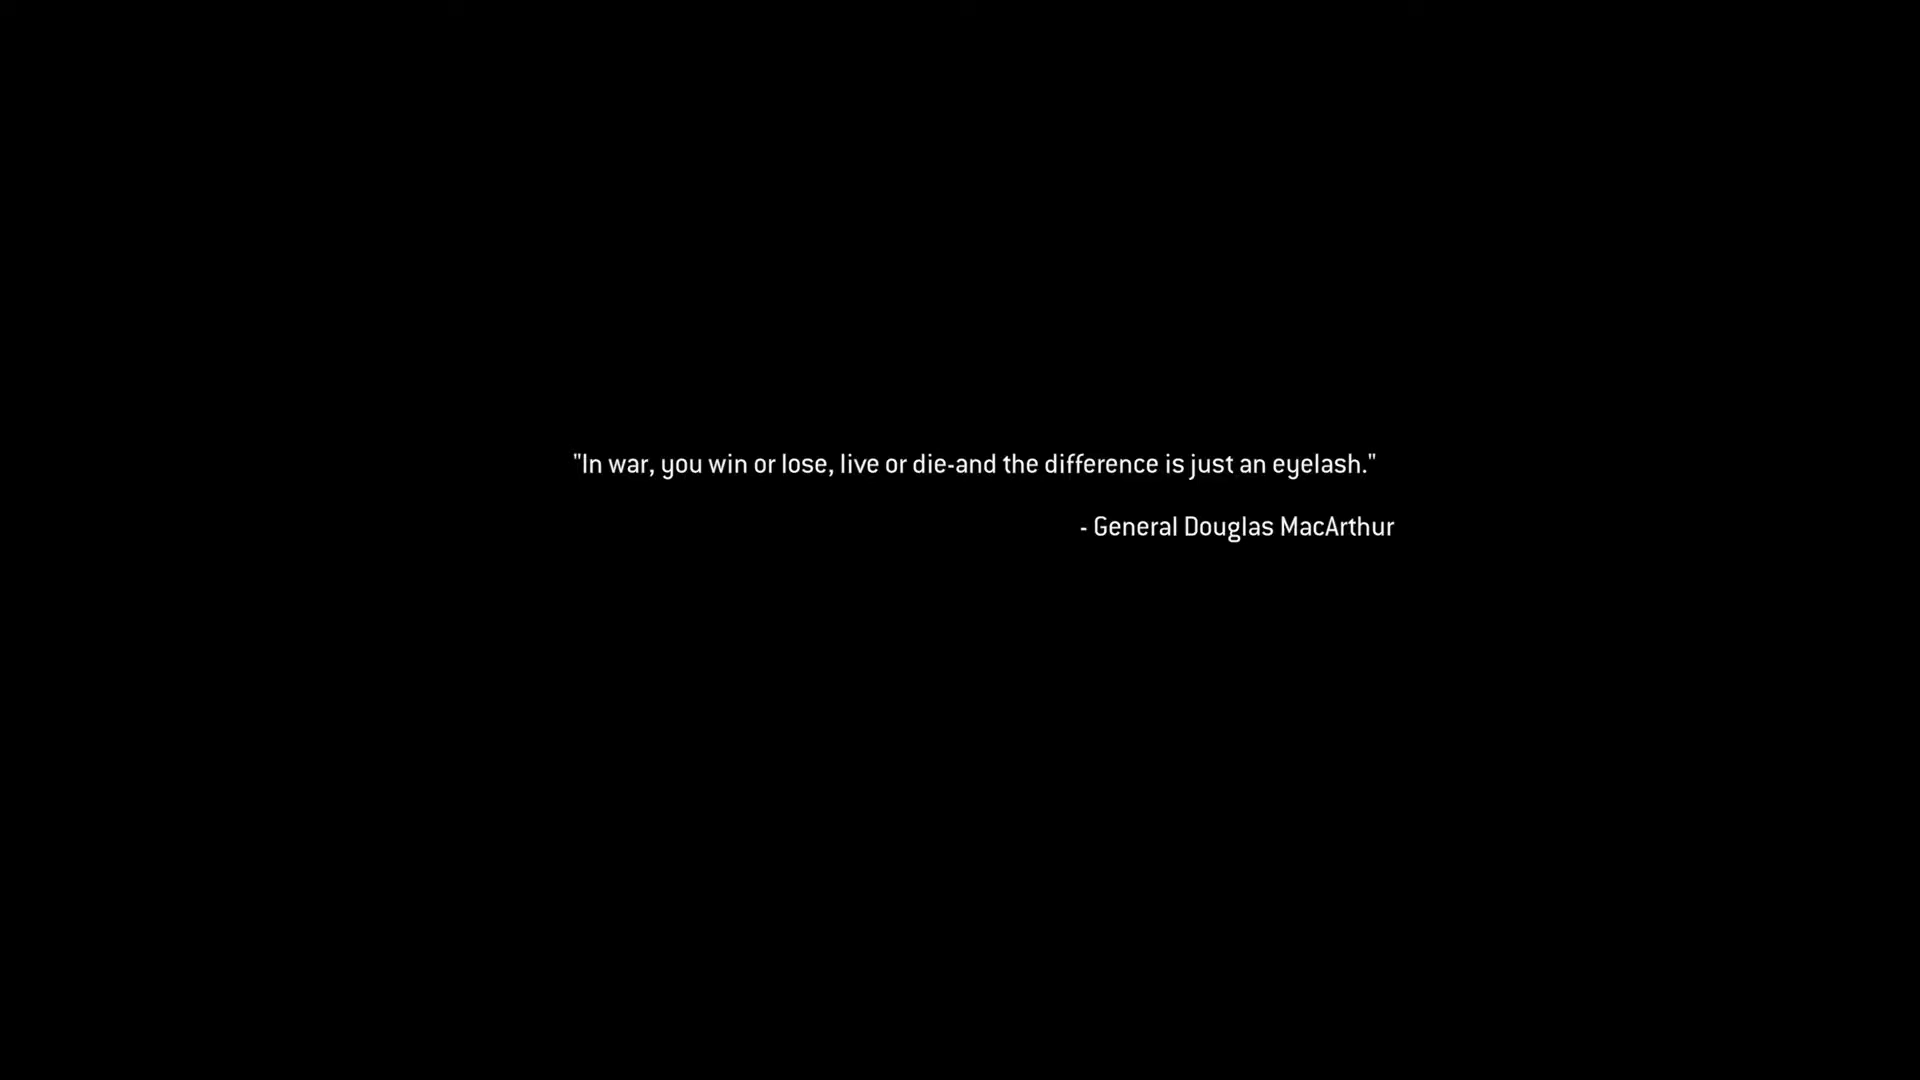 "In war, you win or lose, live or die-and the difference is just an eyelash."
- General Douglas MacArthur